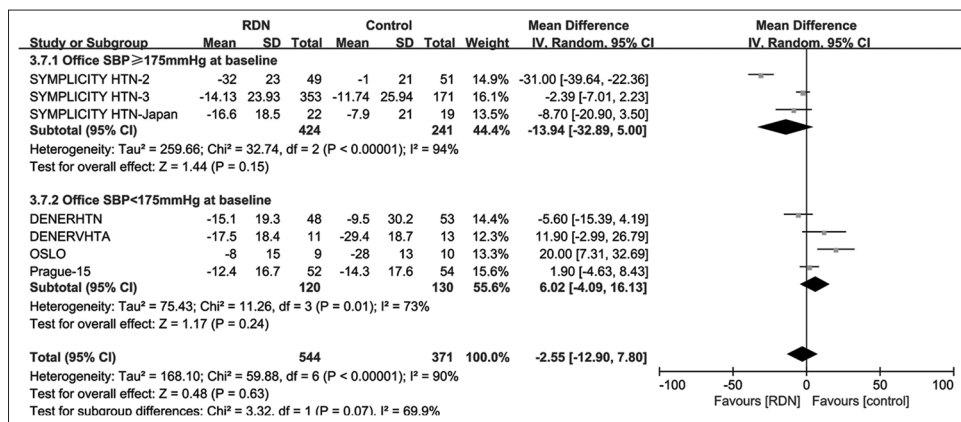 RDN Control Mean Difference Mean Difference
Study or Subgroup Mean SD Total Mean SD Total Weight IV, Random, 95% CI IV, Random, 95% CI
3.7.1 Office SBP≥175mmHg at baseline
SYMPLICITY HTN-2 -32 23 49 -1 21 51 14.9% -31.00 [-39.64, -22.36]
SYMPLICITY HTN-3 -14.13 23.93 353 -11.74 25.94 171 16.1% -2.39 [-7.01, 2.23]
SYMPLICITY HTN-Japan -16.6 18.5 22 -7.9 21 19 13.5% -8.70 [-20.90, 3.50]
Subtotal (95% CI) 424 241 44.4% -13.94 [-32.89, 5.00]
Heterogeneity: Tau² = 259.66; Chi² = 32.74, df = 2 (P < 0.00001); I² = 94%
Test for overall effect: Z = 1.44 (P = 0.15)
3.7.2 Office SBP<175mmHg at baseline
DENERHTN -15.1 19.3 48 -9.5 30.2 53 14.4% -5.60 [-15.39, 4.19]
DENERVHTA -17.5 18.4 11 -29.4 18.7 13 12.3% 11.90 [-2.99, 26.79]
OSLO -8 15 9 -28 13 10 13.3% 20.00 [7.31, 32.69]
Prague-15 -12.4 16.7 52 -14.3 17.6 54 15.6% 1.90 [-4.63, 8.43]
Subtotal (95% CI) 120 130 55.6% 6.02 [-4.09, 16.13]
Heterogeneity: Tau² = 75.43; Chi² = 11.26, df = 3 (P = 0.01); I² = 73%
Test for overall effect: Z = 1.17 (P = 0.24)
Total (95% CI) 544 371 100.0% -2.55 [-12.90, 7.80]
Heterogeneity: Tau² = 168.10; Chi² = 59.88, df = 6 (P < 0.00001); I² = 90%
Test for overall effect: Z = 0.48 (P = 0.63)
Test for subgroup differences: Chi² = 3.32, df = 1 (P = 0.07), I² = 69.9%
-100 -50 0 50 100
Favours [RDN] Favours [control]